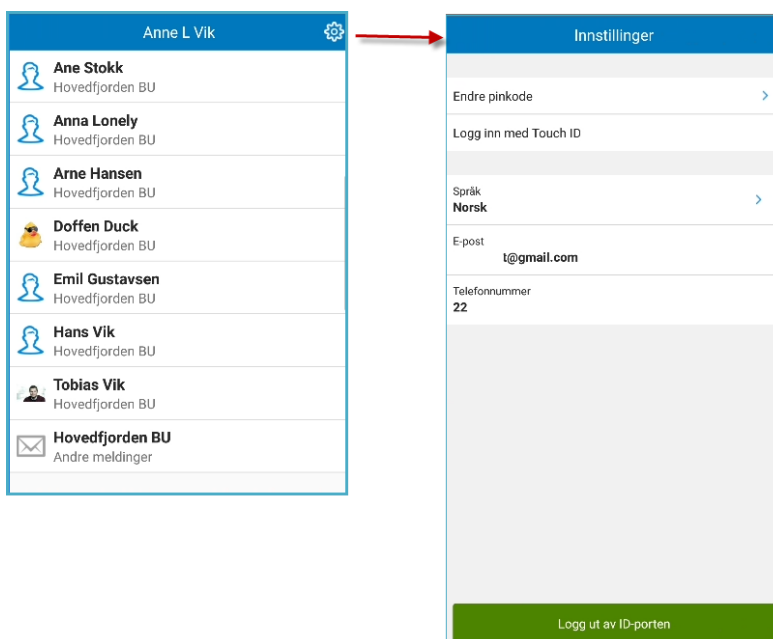 Anne L Vik
Ane Stokk
Hovedfjorden BU
Anna Lonely
Hovedfjorden BU
Arne Hansen
Hovedfjorden BU
Doffen Duck
Hovedfjorden BU
Emil Gustavsen
Hovedfjorden BU
Hans Vik
Hovedfjorden BU
Tobias Vik
Hovedfjorden BU
Hovedfjorden BU
Andre meldinger
Innstillinger
Endre pinkode
Logg inn med Touch ID
Språk
Norsk
E-post
t@gmail.com
Telefonnummer
22
Logg ut av ID-porten